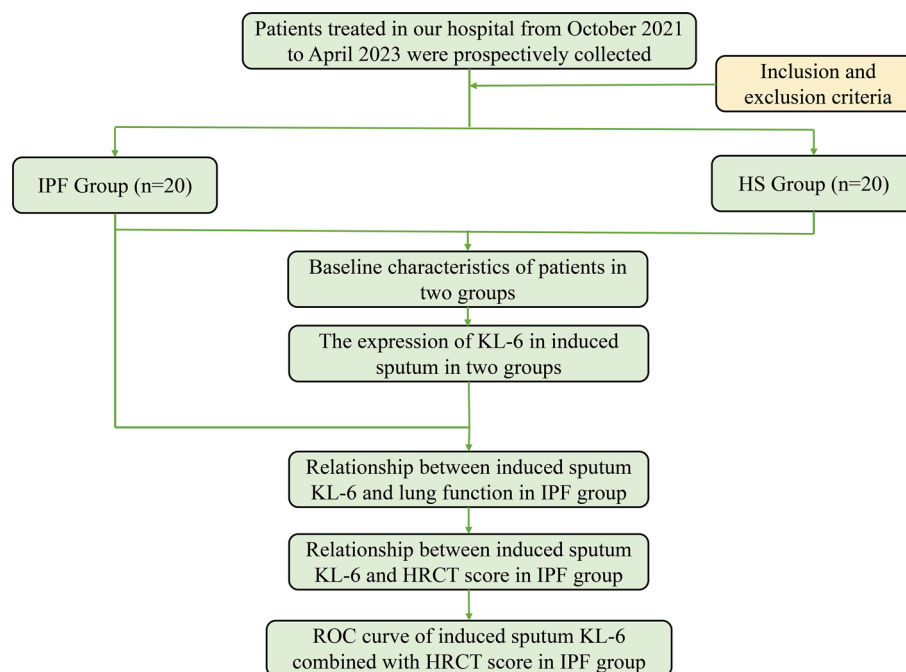 Patients treated in our hospital from October 2021
to April 2023 were prospectively collected
Inclusion and
exclusion criteria
IPF Group (n=20)
HS Group (n=20)
Baseline characteristics of patients in
two groups
The expression of KL-6 in induced
sputum in two groups
Relationship between induced sputum
KL-6 and lung function in IPF group
Relationship between induced sputum
KL-6 and HRCT score in IPF group
ROC curve of induced sputum KL-6
combined with HRCT score in IPF group